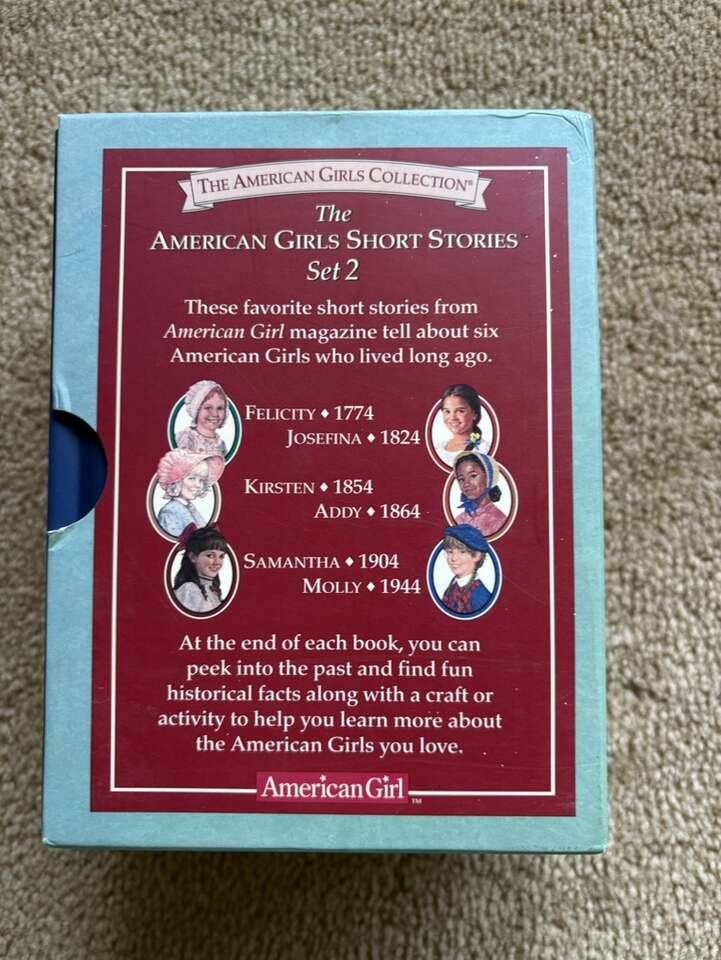 THE AMERICAN GIRLS COLLECTION®
The
AMERICAN GIRLS SHORT STORIES
Set 2
These favorite short stories from
American Girl magazine tell about six
American Girls who lived long ago.
FELICITY ♦ 1774
JOSEFINA ♦ 1824
KIRSTEN ♦ 1854
ADDY ♦ 1864
SAMANTHA ♦ 1904
MOLLY ♦ 1944
At the end of each book, you can
peek into the past and find fun
historical facts along with a craft or
activity to help you learn more about
the American Girls you love.
American Girl™